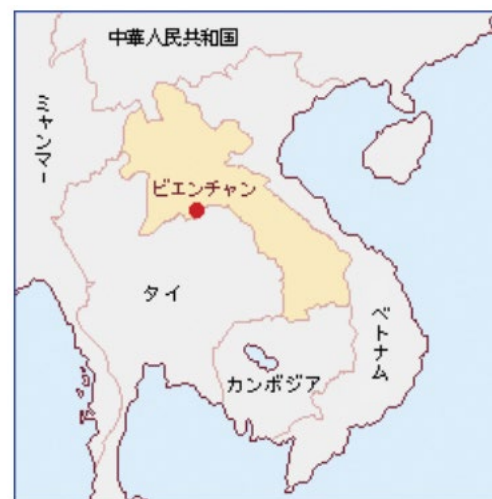 中華人民共和国
ミャンマー
ビエンチャン
タイ
ベトナム
カンボジア